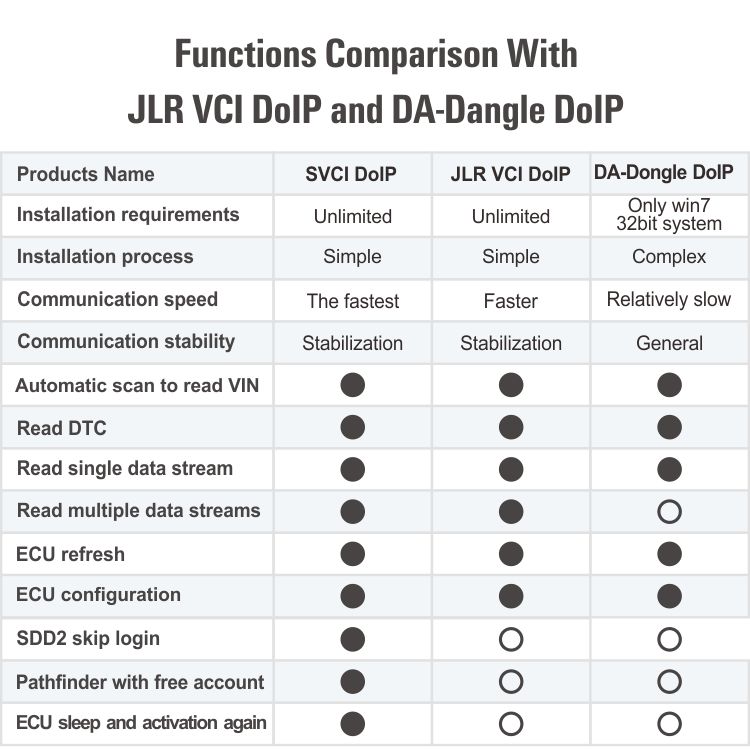 Functions Comparison With
JLR VCI DoIP and DA-Dangle DoIP
Products Name SVCI DoIP JLR VCI DoIP DA-Dongle DoIP
Installation requirements Unlimited Unlimited Only win7
32bit system
Installation process Simple Simple Complex
Communication speed The fastest Faster Relatively slow
Communication stability Stabilization Stabilization General
Automatic scan to read VIN
Read DTC
Read single data stream
Read multiple data streams
ECU refresh
ECU configuration
SDD2 skip login
Pathfinder with free account
ECU sleep and activation again